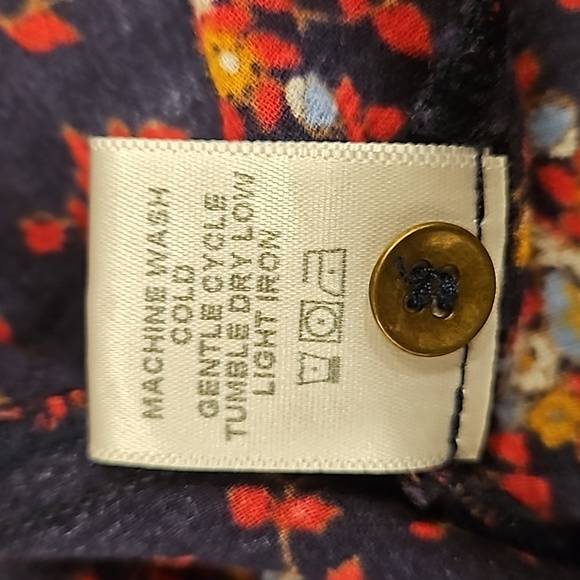 MACHINE WASH
COLD
GENTLE CYCLE
TUMBLE DRY LOW
LIGHT IRON